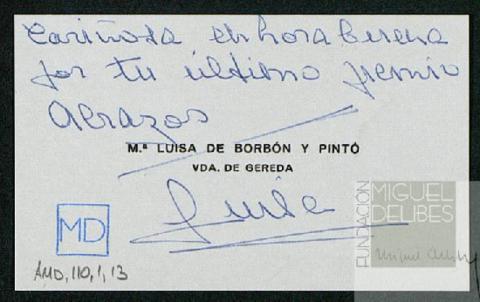 Cariñosa enhorabuena
por tu último premio
Abrazos
M.ª LUISA DE BORBÓN Y PINTÓ
VDA. DE GEREDA
Luisa
MD
AMD,110,1,13
FUNDACIÓN
MIGUEL
DELIBES